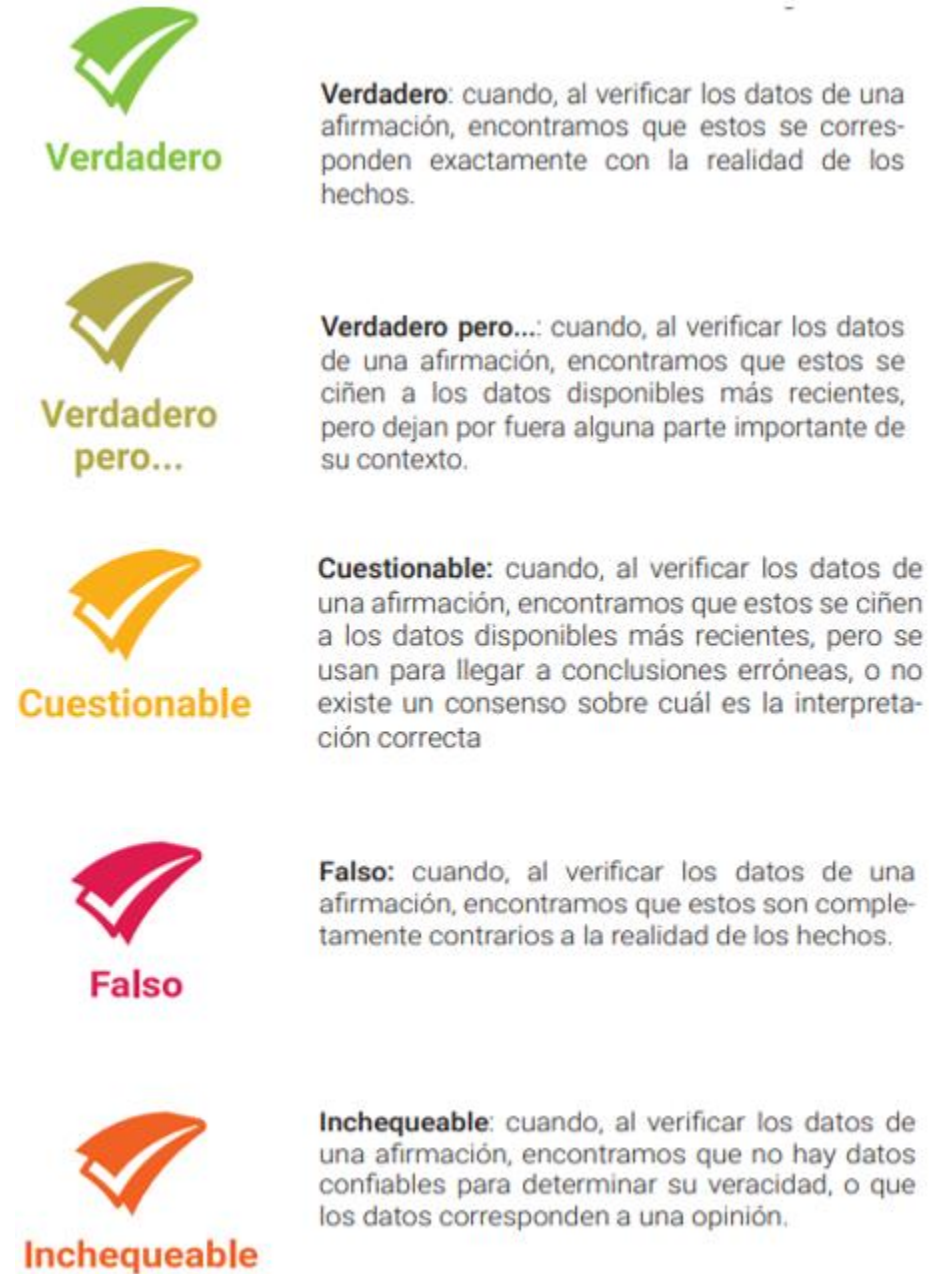 Verdadero
Verdadero: cuando, al verificar los datos de una
afirmación, encontramos que estos se corres-
ponden exactamente con la realidad de los
hechos.
Verdadero
pero...
Verdadero pero...: cuando, al verificar los datos
de una afirmación, encontramos que estos se
ciñen a los datos disponibles más recientes,
pero dejan por fuera alguna parte importante de
su contexto.
Cuestionable
Cuestionable: cuando, al verificar los datos de
una afirmación, encontramos que estos se ciñen
a los datos disponibles más recientes, pero se
usan para llegar a conclusiones erróneas, o no
existe un consenso sobre cuál es la interpreta-
ción correcta
Falso
Falso: cuando, al verificar los datos de una
afirmación, encontramos que estos son comple-
tamente contrarios a la realidad de los hechos.
Inchequeable
Inchequeable: cuando, al verificar los datos de
una afirmación, encontramos que no hay datos
confiables para determinar su veracidad, o que
los datos corresponden a una opinión.